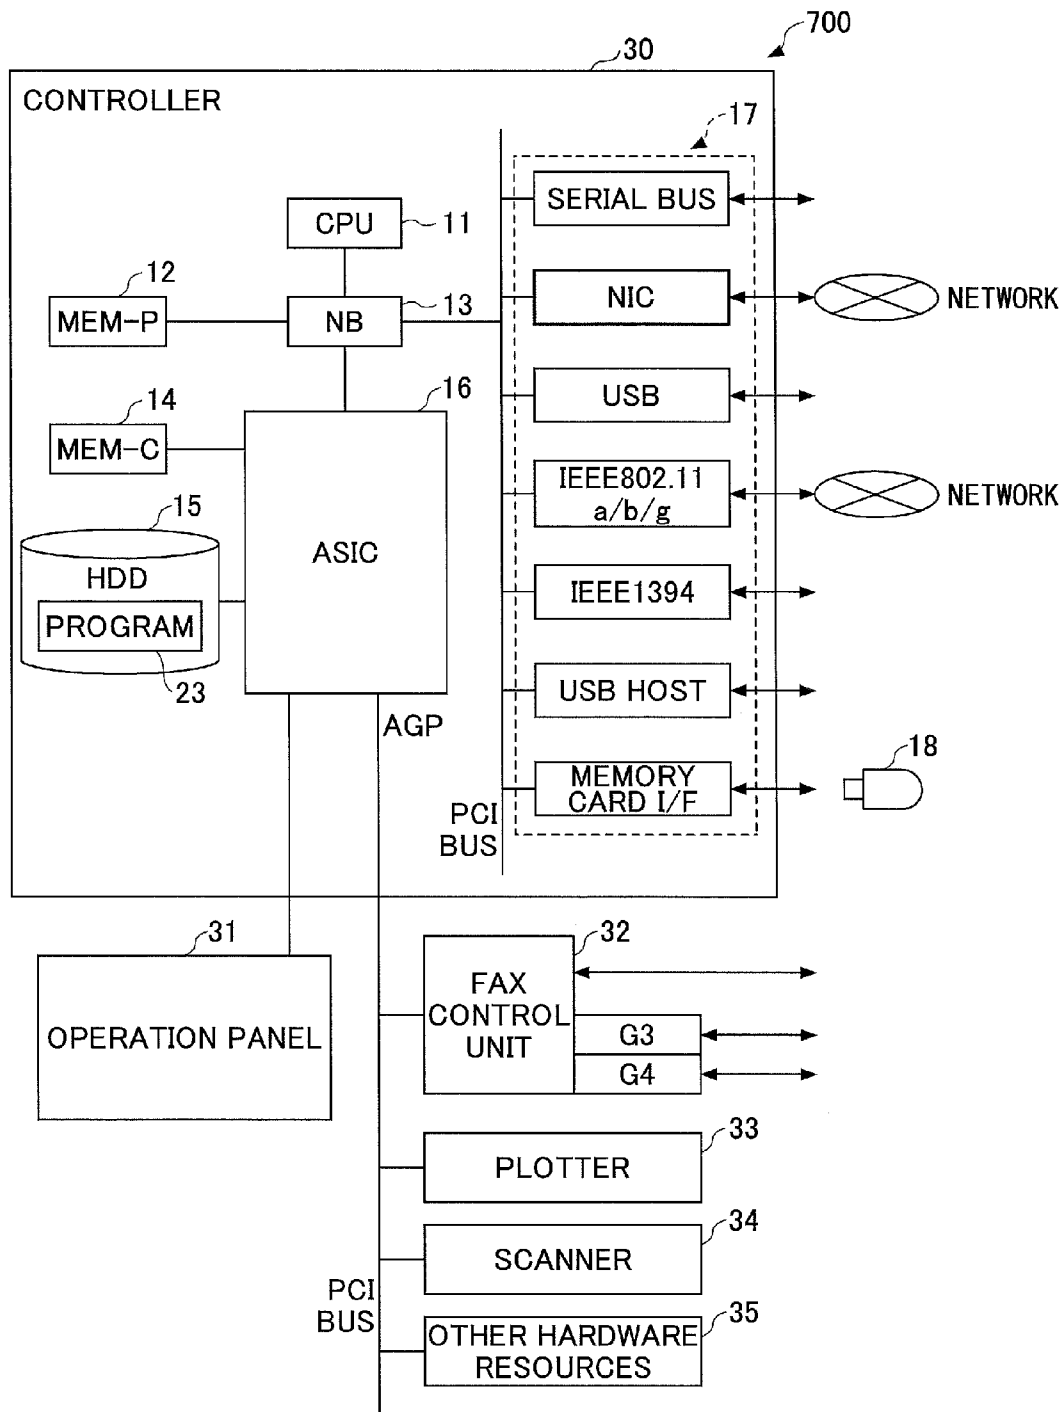 700
30
CONTROLLER
17
SERIAL BUS
CPU
11
12
NIC
NETWORK
13
MEM-P
NB
16
14
USB
MEM-C
IEEE802.11
a/b/g
NETWORK
15
ASIC
HDD
IEEE1394
PROGRAM
23
USB HOST
AGP
18
MEMORY
CARD I/F
PCI
BUS
31
32
FAX
CONTROL
UNIT
OPERATION PANEL
G3
G4
33
PLOTTER
34
SCANNER
PCI
BUS
35
OTHER HARDWARE
RESOURCES